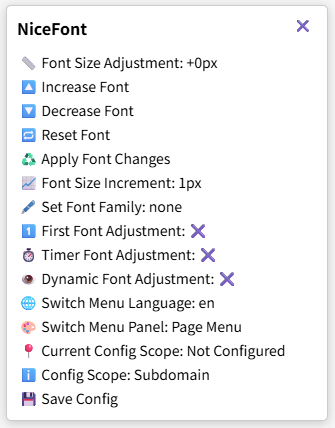 NiceFont
Font Size Adjustment: +0px
Increase Font
Decrease Font
Reset Font
Apply Font Changes
Font Size Increment: 1px
Set Font Family: none
First Font Adjustment: ❌
Timer Font Adjustment: ❌
Dynamic Font Adjustment: ❌
Switch Menu Language: en
Switch Menu Panel: Page Menu
Current Config Scope: Not Configured
Config Scope: Subdomain
Save Config